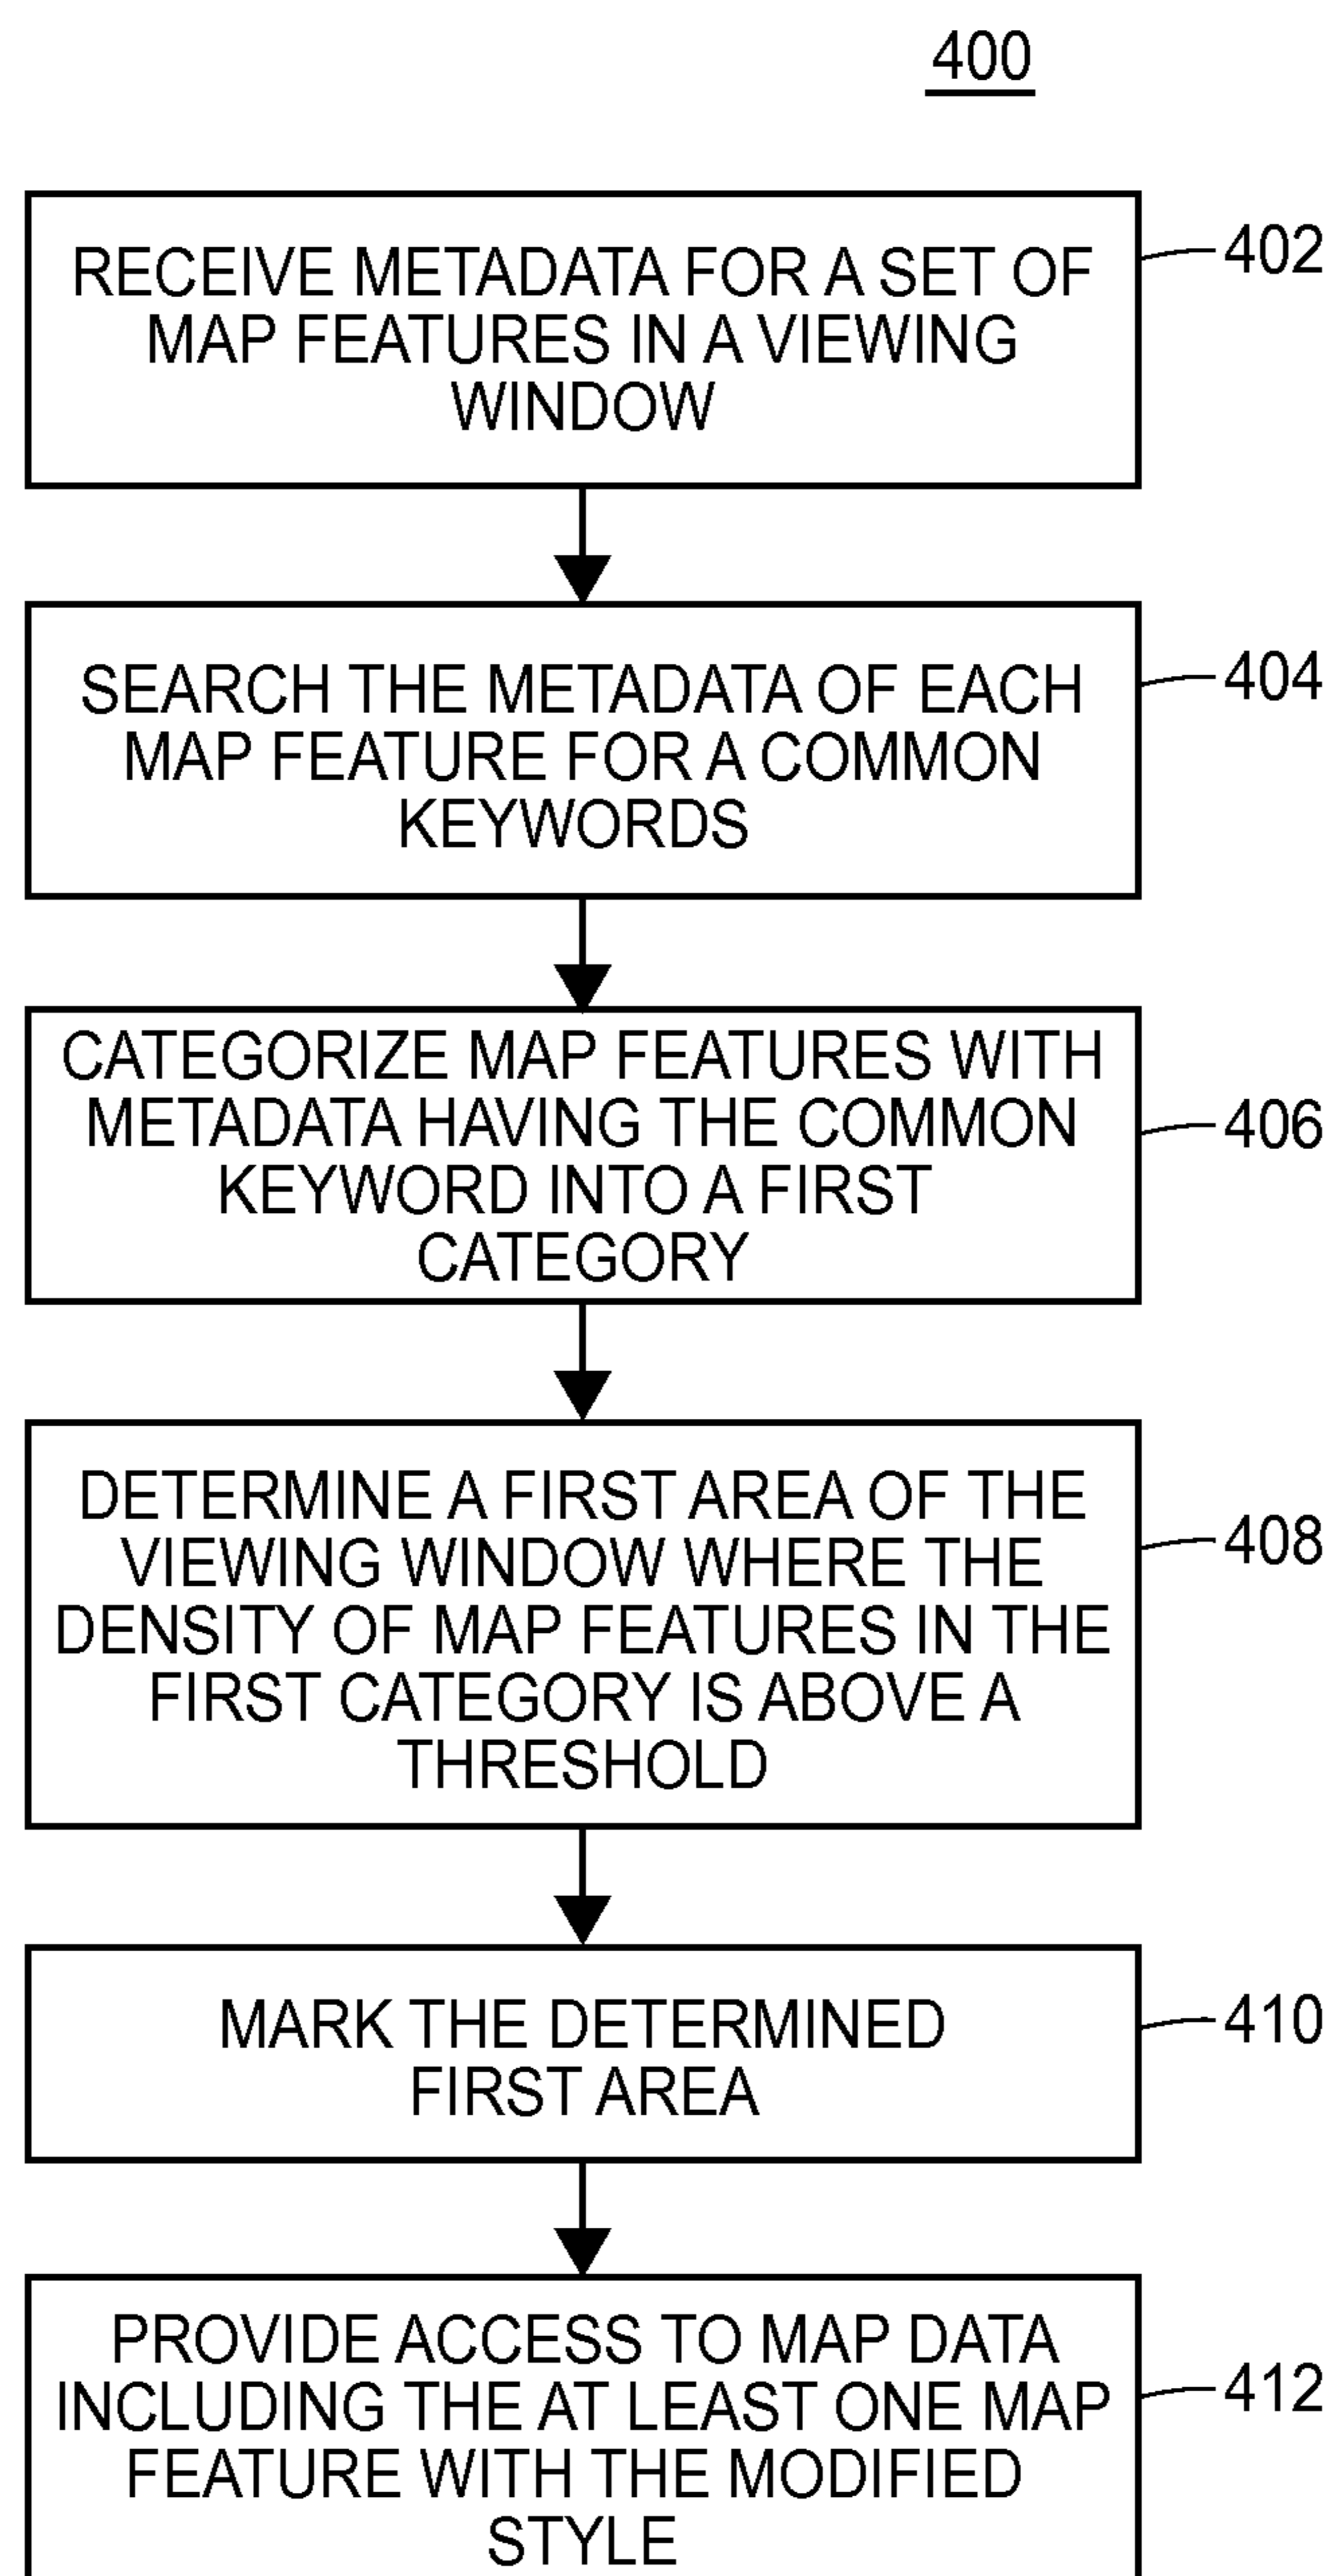 400
RECEIVE METADATA FOR A SET OF
MAP FEATURES IN A VIEWING
WINDOW
402
SEARCH THE METADATA OF EACH
MAP FEATURE FOR A COMMON
KEYWORDS
404
CATEGORIZE MAP FEATURES WITH
METADATA HAVING THE COMMON
KEYWORD INTO A FIRST
CATEGORY
406
DETERMINE A FIRST AREA OF THE
VIEWING WINDOW WHERE THE
DENSITY OF MAP FEATURES IN THE
FIRST CATEGORY IS ABOVE A
THRESHOLD
408
MARK THE DETERMINED
FIRST AREA
410
PROVIDE ACCESS TO MAP DATA
INCLUDING THE AT LEAST ONE MAP
FEATURE WITH THE MODIFIED
STYLE
412